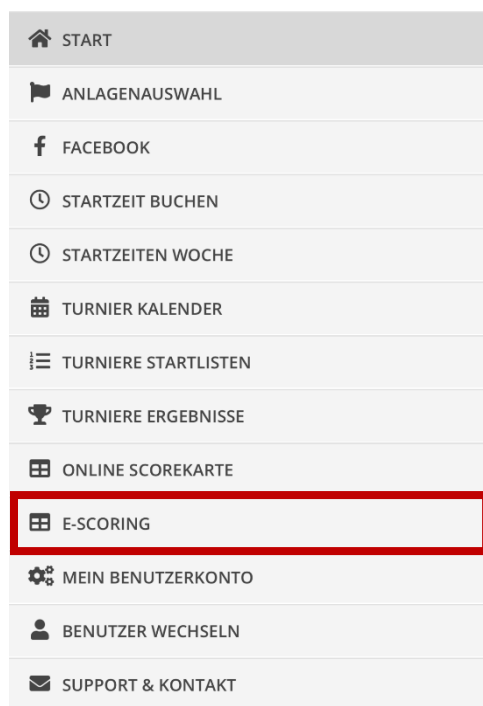 START
ANLAGENAUSWAHL
FACEBOOK
STARTZEIT BUCHEN
STARTZEITEN WOCHE
TURNIER KALENDER
TURNIERE STARTLISTEN
TURNIERE ERGEBNISSE
ONLINE SCOREKARTE
E-SCORING
MEIN BENUTZERKONTO
BENUTZER WECHSELN
SUPPORT & KONTAKT